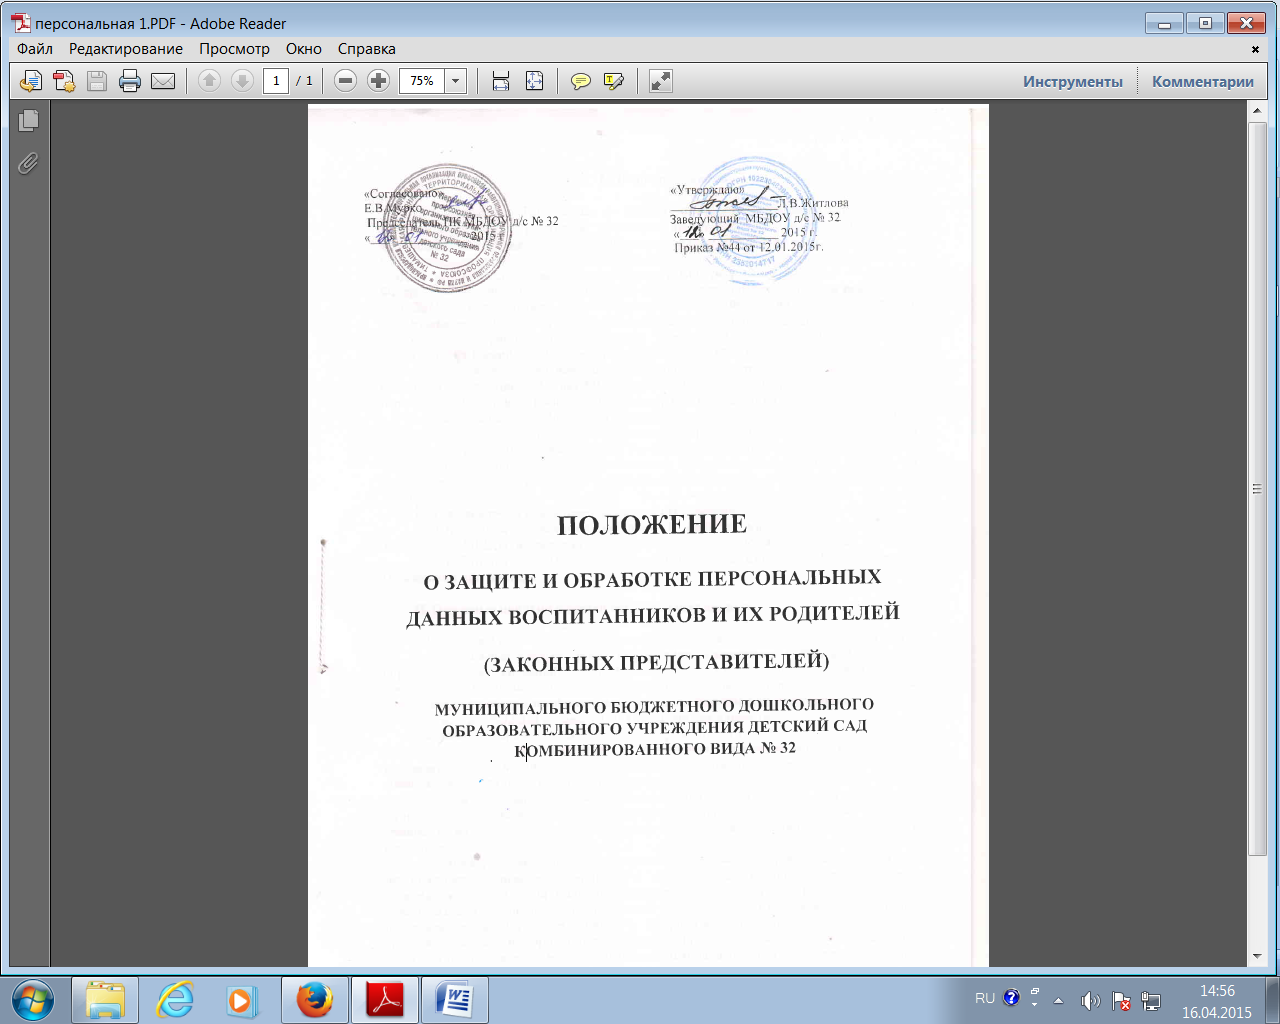 персональная 1.PDF - Adobe Reader
Файл Редактирование Просмотр Окно Справка
1 / 1 75% Инструменты Комментарии
«Согласовано»
Е.В.Мурко
Председатель ПК МБДОУ д/с № 32
2015 г
«Утверждаю»
Л.В.Житлова
Заведующий МБДОУ д/с № 32
« 12 » 01 2015 г.
Приказ №44 от 12.01.2015г.
ПОЛОЖЕНИЕ
О ЗАЩИТЕ И ОБРАБОТКЕ ПЕРСОНАЛЬНЫХ
ДАННЫХ ВОСПИТАННИКОВ И ИХ РОДИТЕЛЕЙ
(ЗАКОННЫХ ПРЕДСТАВИТЕЛЕЙ)
МУНИЦИПАЛЬНОГО БЮДЖЕТНОГО ДОШКОЛЬНОГО
ОБРАЗОВАТЕЛЬНОГО УЧРЕЖДЕНИЯ ДЕТСКИЙ САД
КОМБИНИРОВАННОГО ВИДА № 32
RU
14:56
16.04.2015